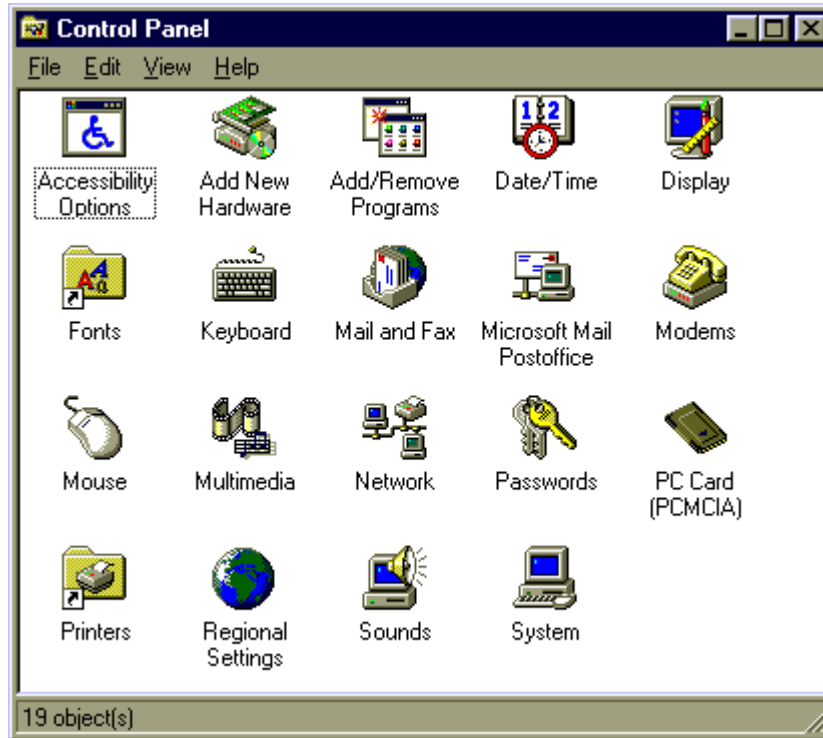 Control Panel
File Edit View Help
1 2
Accessibility Options
Add New Hardware
Add/Remove Programs
Date/Time
Display
Fonts
Keyboard
Mail and Fax
Microsoft Mail Postoffice
Modems
Mouse
Multimedia
Network
Passwords
PC Card (PCMCIA)
Printers
Regional Settings
Sounds
System
19 object(s)